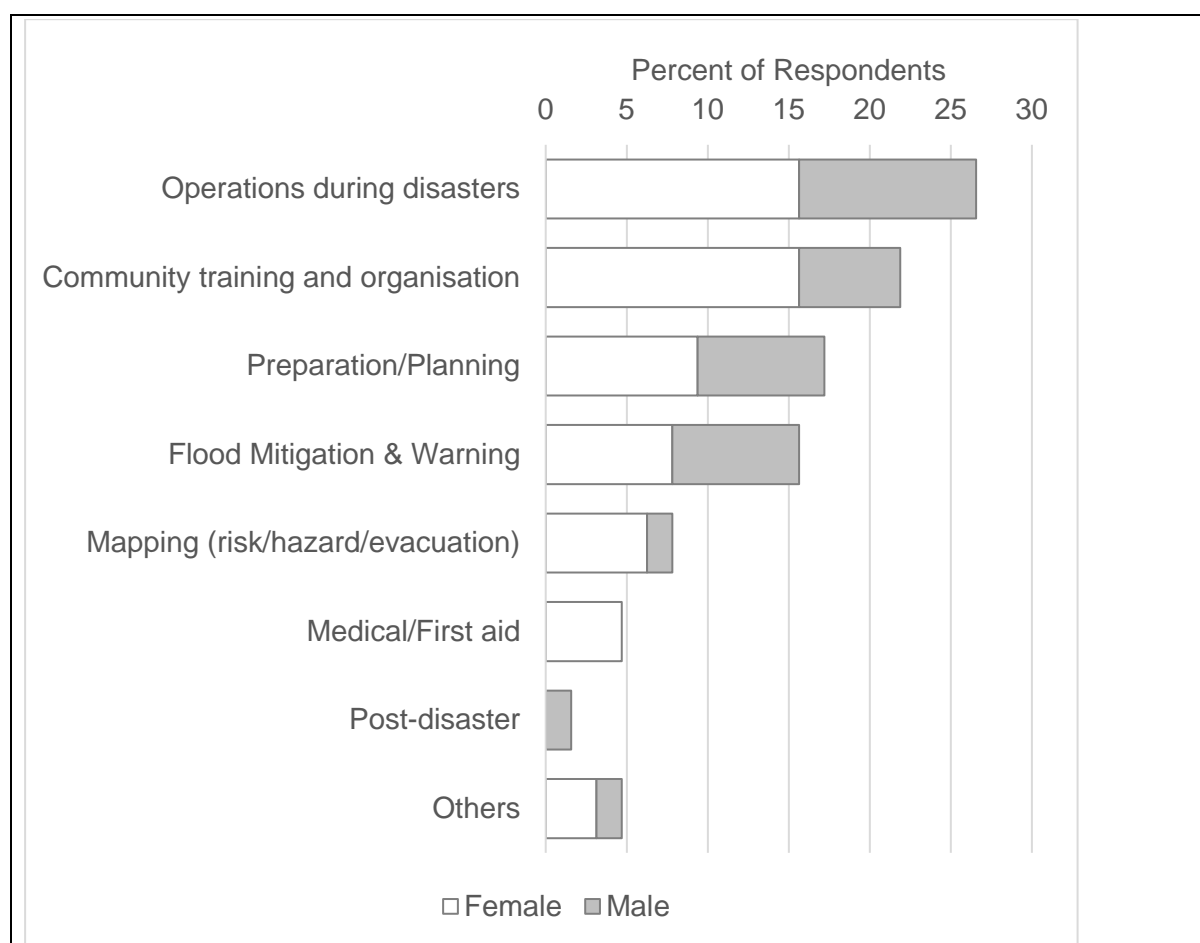 Percent of Respondents
0 5 10 15 20 25 30
Operations during disasters
Community training and organisation
Preparation/Planning
Flood Mitigation & Warning
Mapping (risk/hazard/evacuation)
Medical/First aid
Post-disaster
Others
Female Male